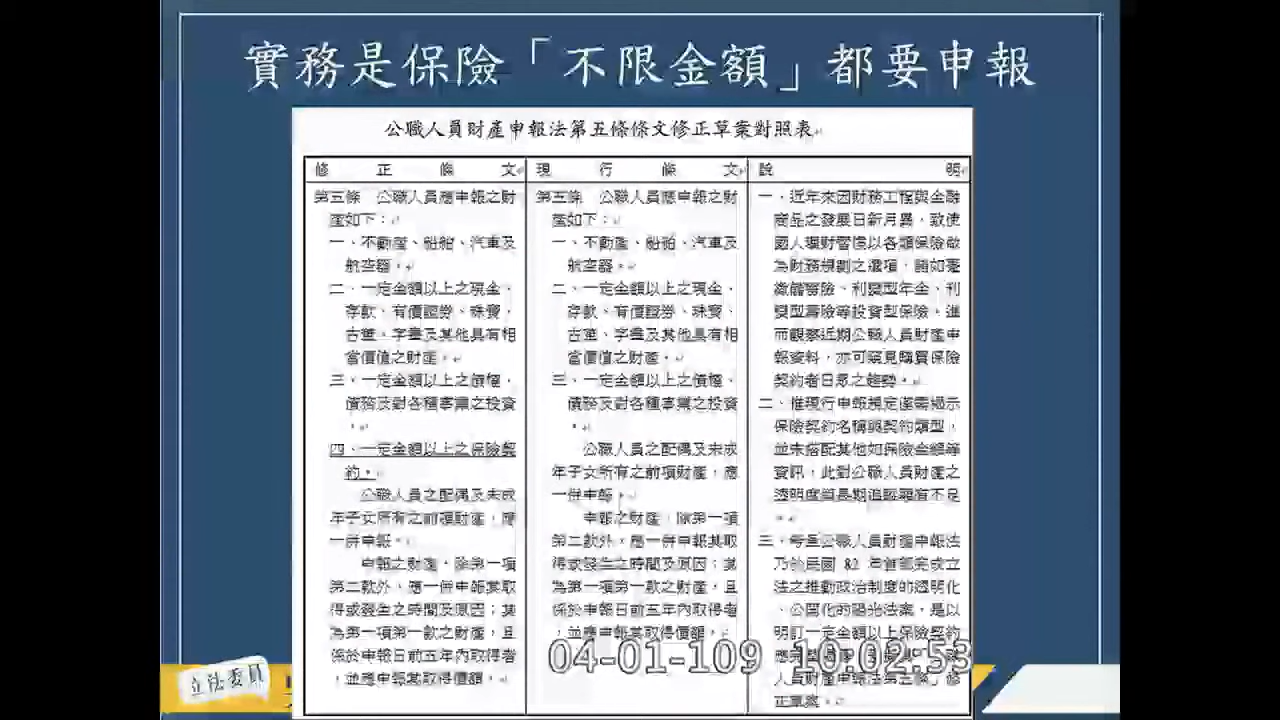 實務是保險「不限金額」都要申報
公職人員財產申報法第五條條文修正草案對照表
修正條文
第五條 公職人員應申報之財
產如下：
一、不動產、船舶、汽車及
航空器。
二、一定金額以上之現金、
存款、有價證券、珠寶、
古董、字畫及其他具有相
當價值之財產。
三、一定金額以上之債權、
債務及對各種事業之投資
。
四、一定金額以上之保險契
約。
公職人員之配偶及未成
年子女所有之前項財產，應
一併申報。
申報之財產，除第一項
第二款外，應一併申報其取
得或發生之時間及原因；其
為第一項第一款之財產，且
係於申報日前五年內取得者
，並應申報其取得價額。
現行條文
第五條 公職人員應申報之財
產如下：
一、不動產、船舶、汽車及
航空器。
二、一定金額以上之現金、
存款、有價證券、珠寶、
古董、字畫及其他具有相
當價值之財產。
三、一定金額以上之債權、
債務及對各種事業之投資
。
公職人員之配偶及未成
年子女所有之前項財產，應
一併申報。
申報之財產，除第一項
第二款外，應一併申報其取
得或發生之時間及原因；其
為第一項第一款之財產，且
係於申報日前五年內取得者
，並應申報其取得價額。
說明
一、近年來因財務工程與金融
商品之發展日新月異，致使
國人理財習慣以各類保險做
為財務規劃之選項，諸如躉
繳儲蓄險、利變型年金、利
變型壽險等投資型保險，進
而觀察近期公職人員財產申
報資料，亦可窺見購買保險
契約者日眾之趨勢。
二、惟現行申報規定僅需揭示
保險契約名稱與契約類型，
並未搭配其他如保險金額等
資訊，此對公職人員財產之
透明度與長期追蹤顯有不足
。
三、考量公職人員財產申報法
乃於民國 82 年首部完成立
法之推動政治制度的透明化
、公開化的陽光法案，是以
明訂一定金額以上保險契約
人員財產申報法第五條」修
正草案。
04-01-109 10:02:53
立法委員